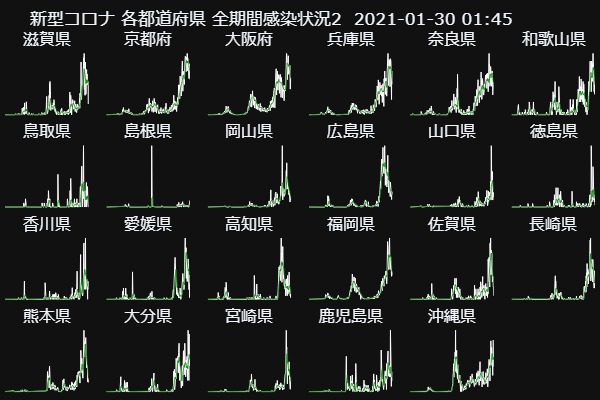 新型コロナ 各都道府県 全期間感染状況2 2021-01-30 01:45
滋賀県 京都府 大阪府 兵庫県 奈良県 和歌山県
鳥取県 島根県 岡山県 広島県 山口県 徳島県
香川県 愛媛県 高知県 福岡県 佐賀県 長崎県
熊本県 大分県 宮崎県 鹿児島県 沖縄県